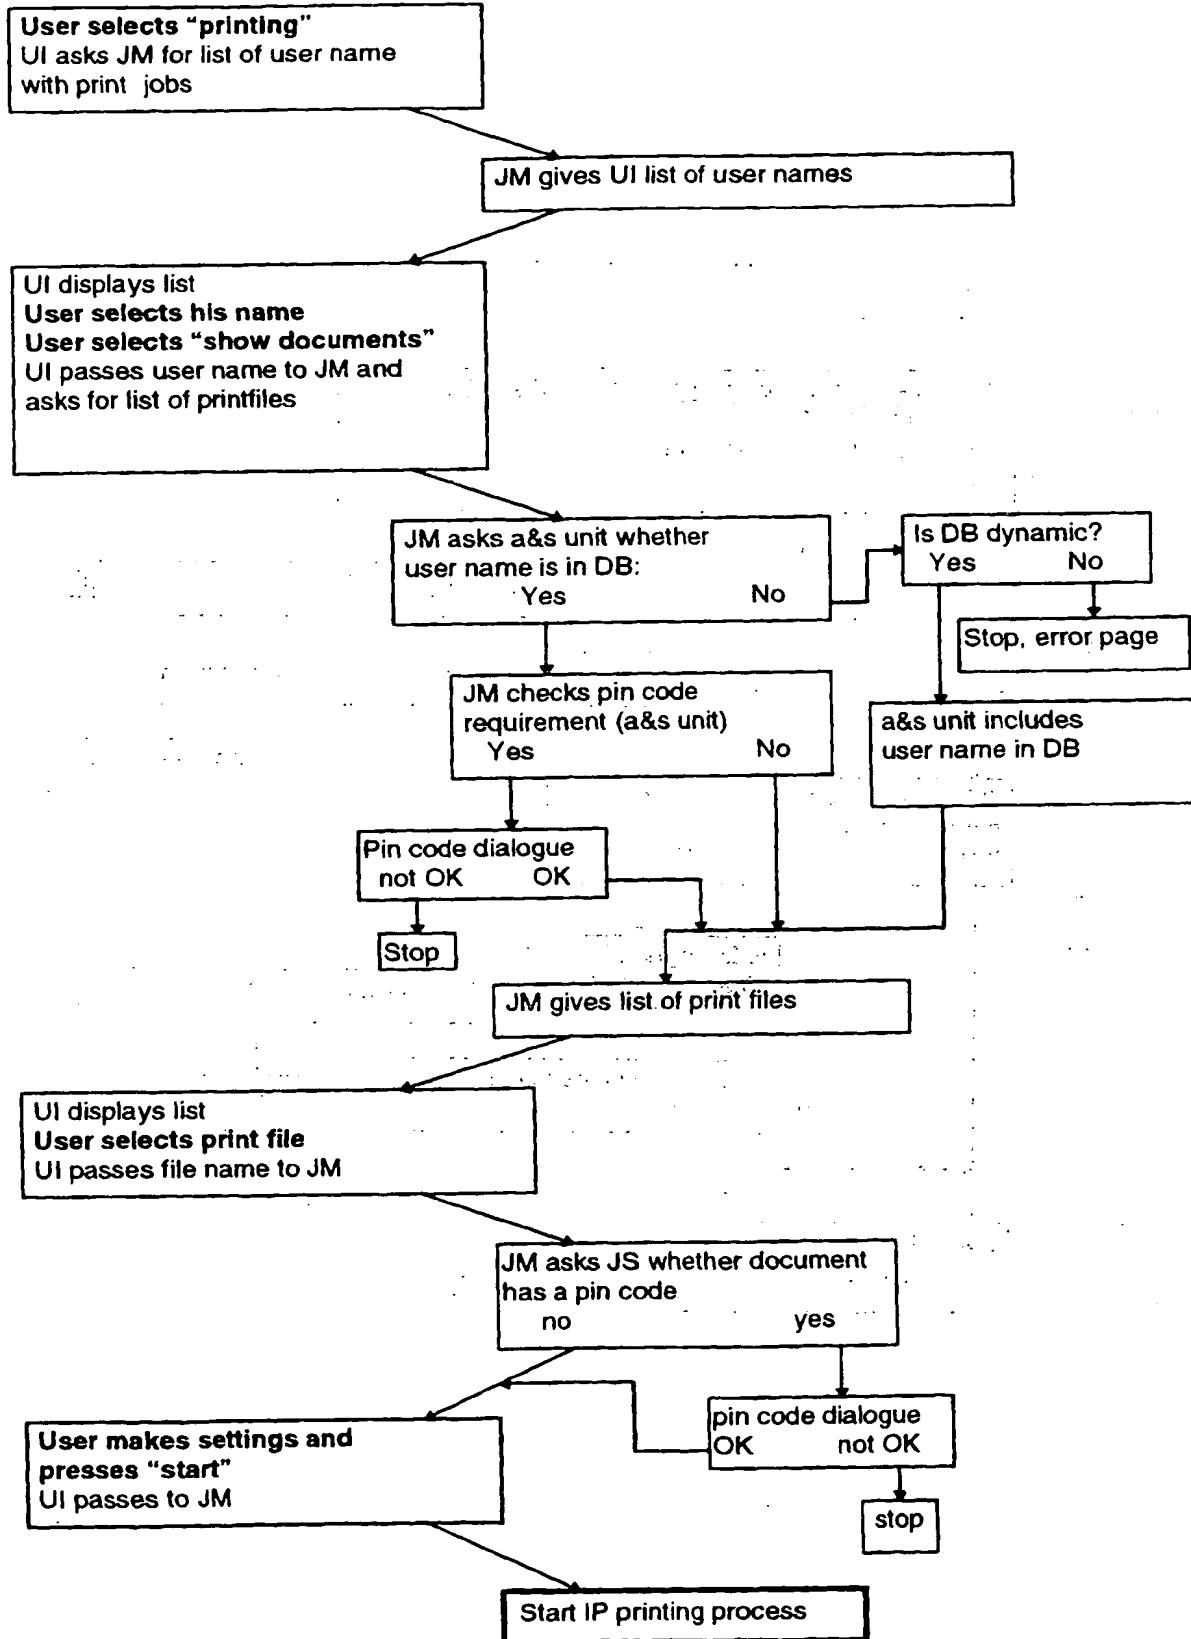 User selects “printing”
UI asks JM for list of user name
with print jobs
JM gives UI list of user names
UI displays list
User selects his name
User selects “show documents”
UI passes user name to JM and
asks for list of printfiles
JM asks a&s unit whether
user name is in DB:
Yes No
Is DB dynamic?
Yes No
Stop, error page
JM checks pin code
requirement (a&s unit)
Yes No
a&s unit includes
user name in DB
Pin code dialogue
not OK OK
Stop
JM gives list of print files
UI displays list
User selects print file
UI passes file name to JM
JM asks JS whether document
has a pin code
no yes
pin code dialogue
OK not OK
User makes settings and
presses “start”
UI passes to JM
stop
Start IP printing process